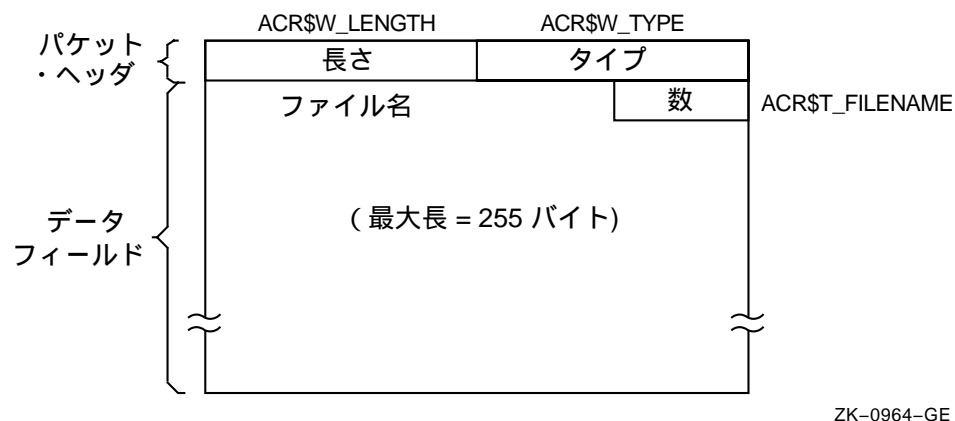 ACR$W_LENGTH ACR$W_TYPE
パケット
・ヘッダ
長さ タイプ
ファイル名 数 ACR$T_FILENAME
(最大長 = 255 バイト)
データ
フィールド
ZK–0964–GE